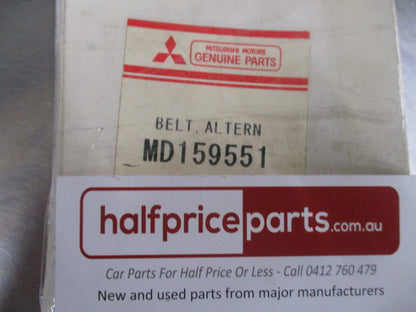 MITSUBISHI MOTORS
GENUINE PARTS
BELT, ALTERN
MD159551
halfpriceparts.com.au
Car Parts For Half Price Or Less - Call 0412 760 479
New and used parts from major manufacturers